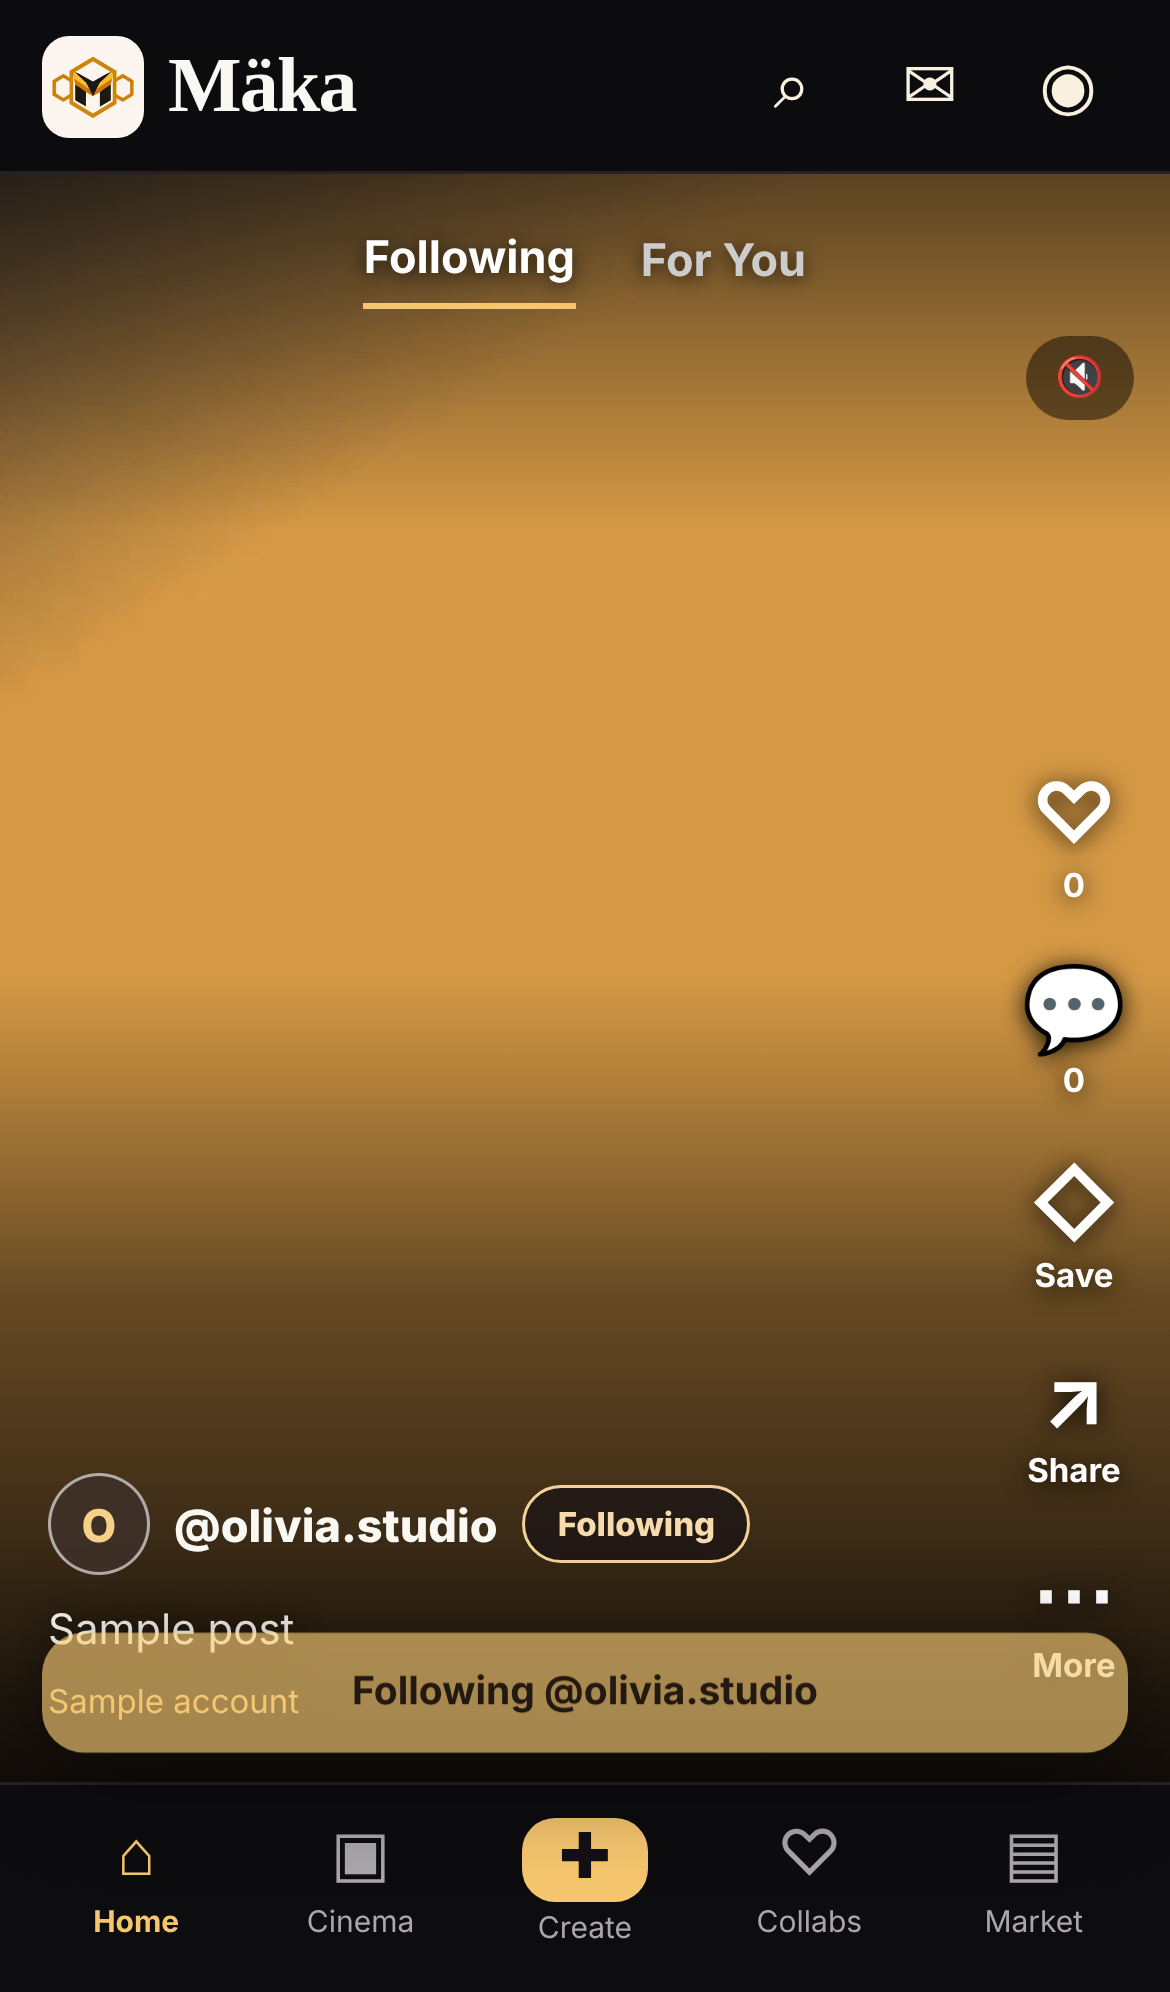 Mäka
Following For You
0
0
Save
Share
@olivia.studio Following
Sample post
More
Sample account
Following @olivia.studio
Home Cinema Create Collabs Market
O